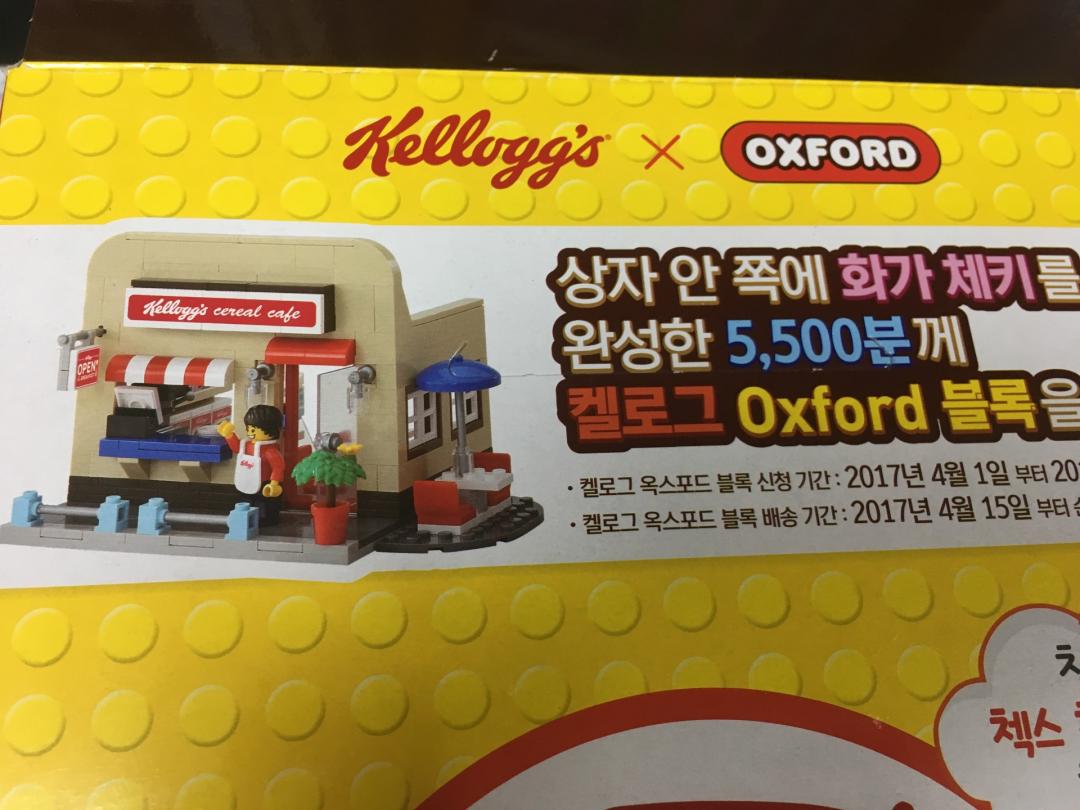 Kellogg's × OXFORD
Kellogg's cereal cafe
OPEN
상자 안 쪽에 화가 체키를
완성한 5,500분께
켈로그 Oxford 블록을
· 켈로그 옥스포드 블록 신청 기간 : 2017년 4월 1일 부터 20
· 켈로그 옥스포드 블록 배송 기간 : 2017년 4월 15일 부터
첵스